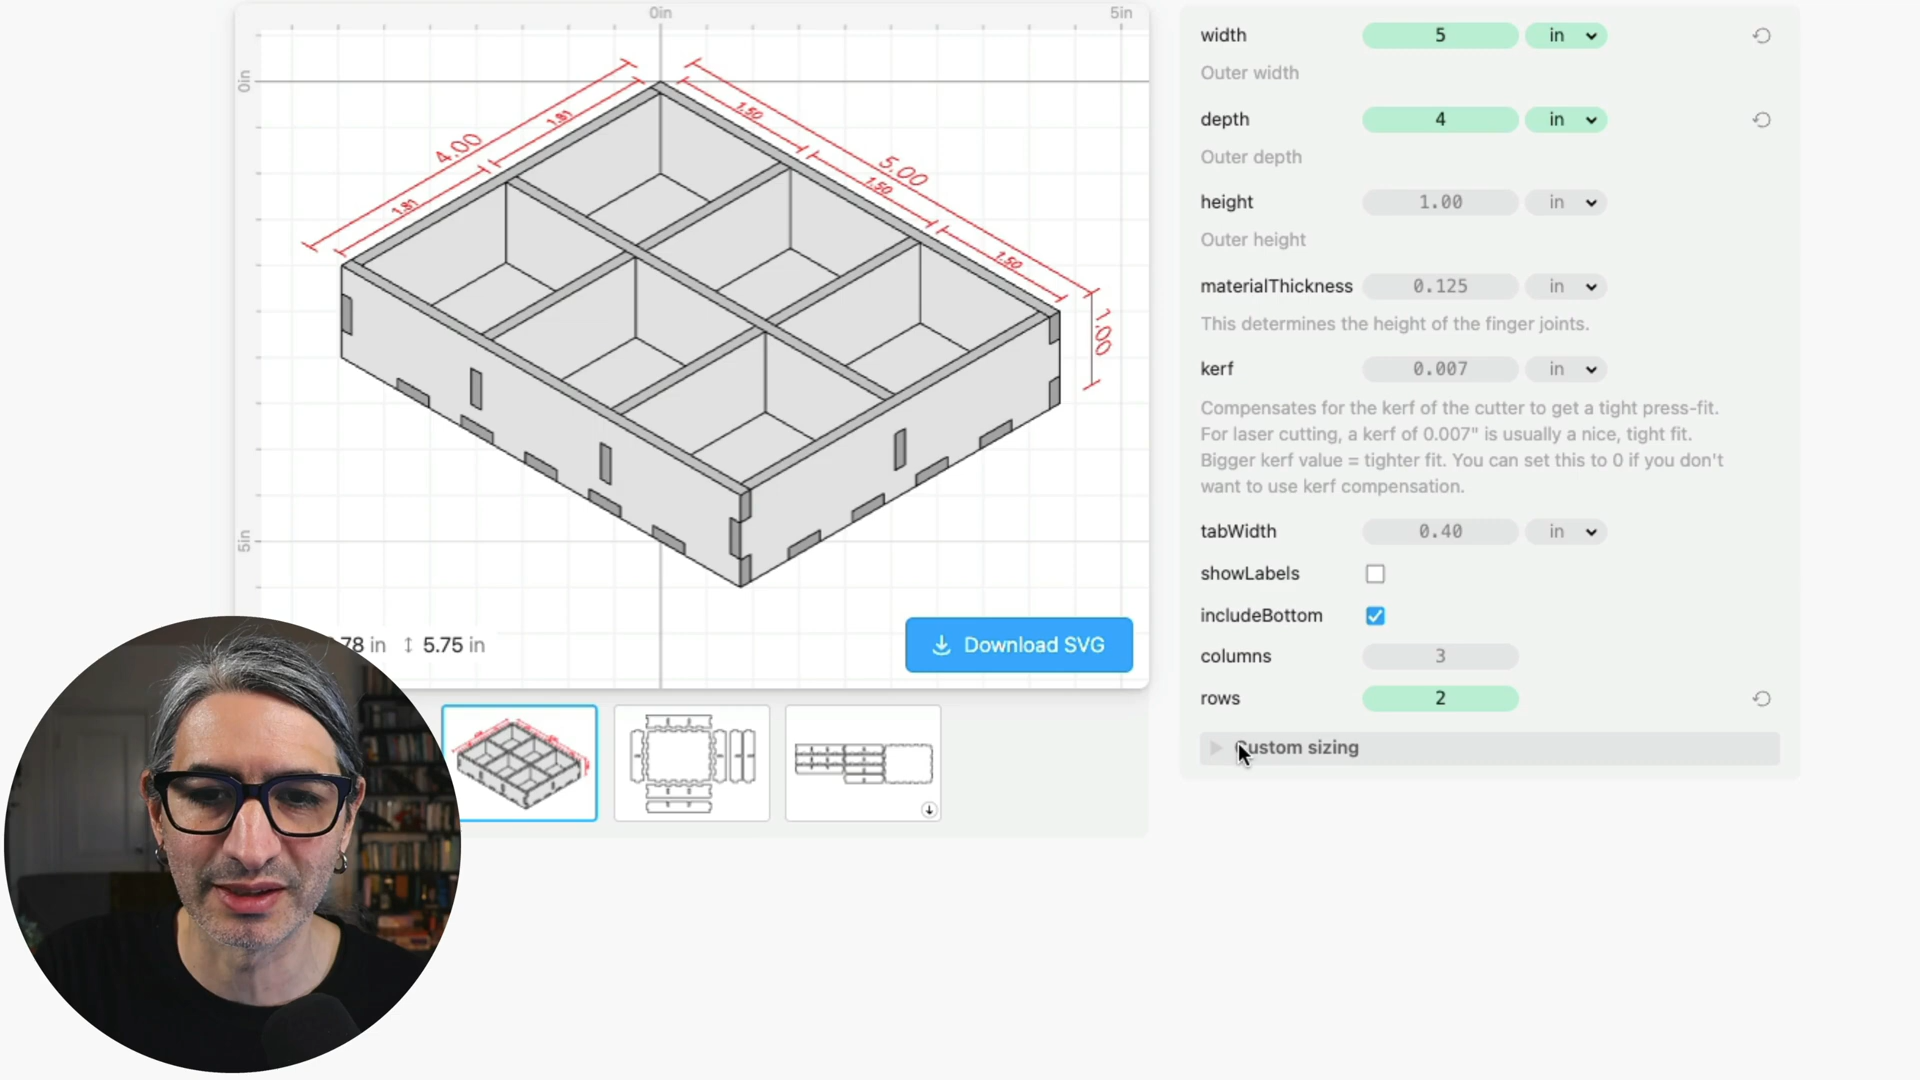 0in
5in
0in
5in
4.00
1.81
1.81
5.00
1.50
1.50
1.50
1.00
.78 in ↕ 5.75 in
Download SVG
width 5 in
Outer width
depth 4 in
Outer depth
height 1.00 in
Outer height
materialThickness 0.125 in
This determines the height of the finger joints.
kerf 0.007 in
Compensates for the kerf of the cutter to get a tight press-fit.
For laser cutting, a kerf of 0.007" is usually a nice, tight fit.
Bigger kerf value = tighter fit. You can set this to 0 if you don't
want to use kerf compensation.
tabWidth 0.40 in
showLabels
includeBottom
columns 3
rows 2
Custom sizing